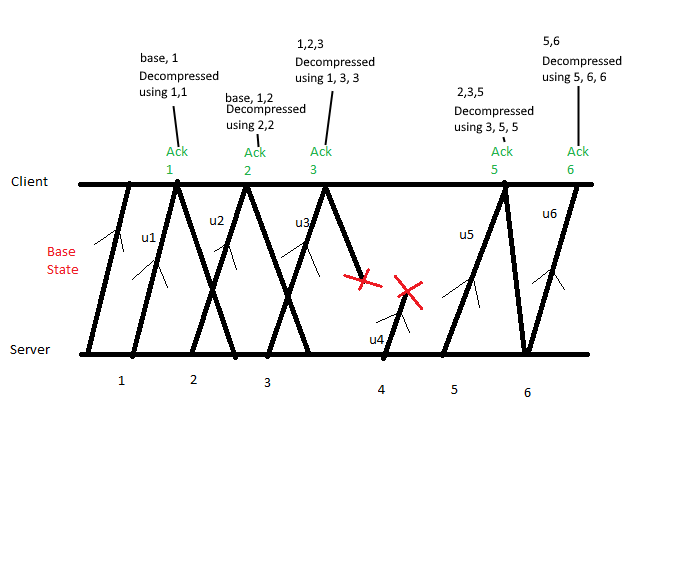 1,2,3
Decompressed
using 1, 3, 3
5,6
Decompressed
using 5, 6, 6
base, 1
Decompressed
using 1,1
base, 1,2
Decompressed
using 2,2
2,3,5
Decompressed
using 3, 5, 5
Ack
1
Ack
2
Ack
3
Ack
5
Ack
6
Client
Base
State
u1
u2
u3
u4
u5
u6
Server
1
2
3
4
5
6